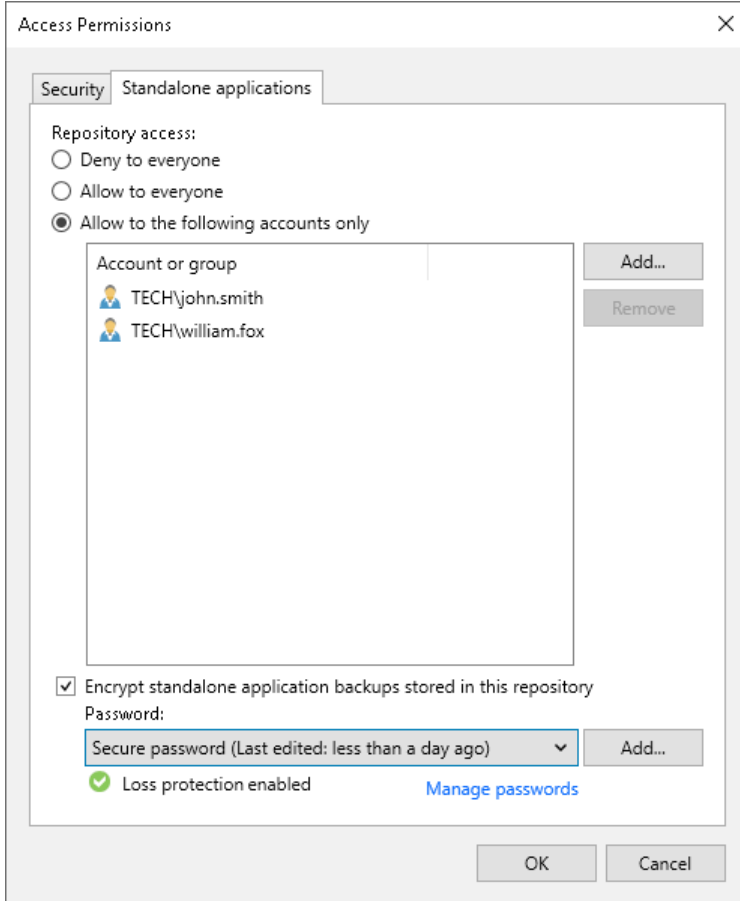 Access Permissions
Security
Standalone applications
Repository access:
Deny to everyone
Allow to everyone
Allow to the following accounts only
Account or group
Add...
TECH\john.smith
Remove
TECH\william.fox
Encrypt standalone application backups stored in this repository
Password:
Secure password (Last edited: less than a day ago)
Add...
Loss protection enabled
Manage passwords
OK
Cancel